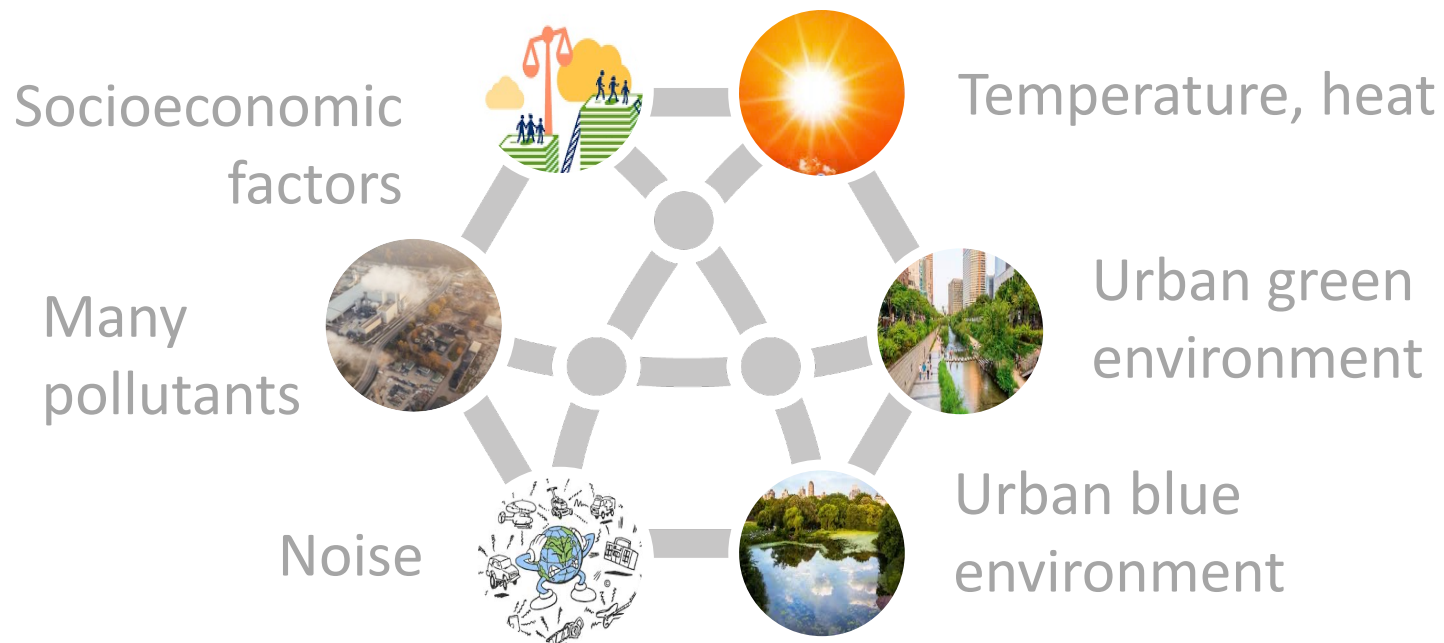 Socioeconomic
factors
Temperature, heat
Many
pollutants
Urban green
environment
Noise
Urban blue
environment